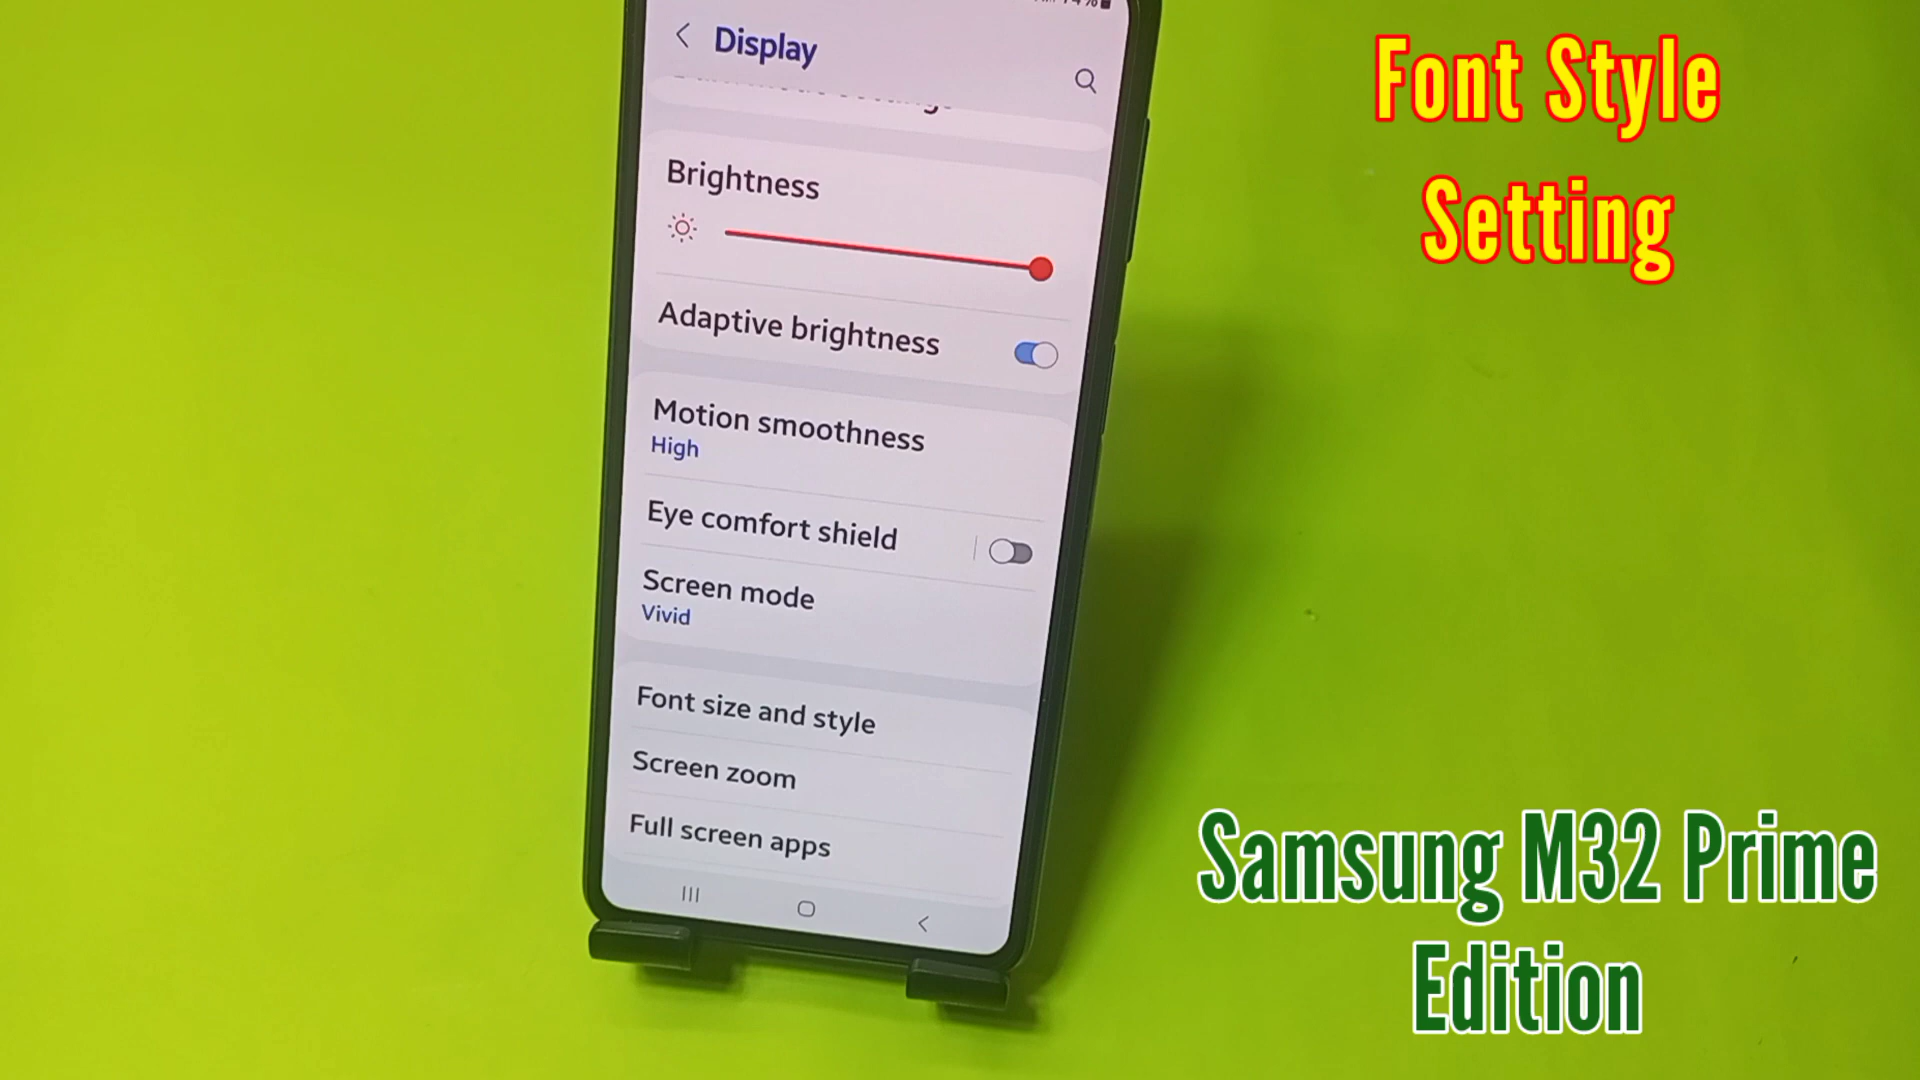 Display
Brightness
Adaptive brightness
Motion smoothness
High
Eye comfort shield
Screen mode
Vivid
Font size and style
Screen zoom
Full screen apps
Font Style
Setting
Samsung M32 Prime
Edition